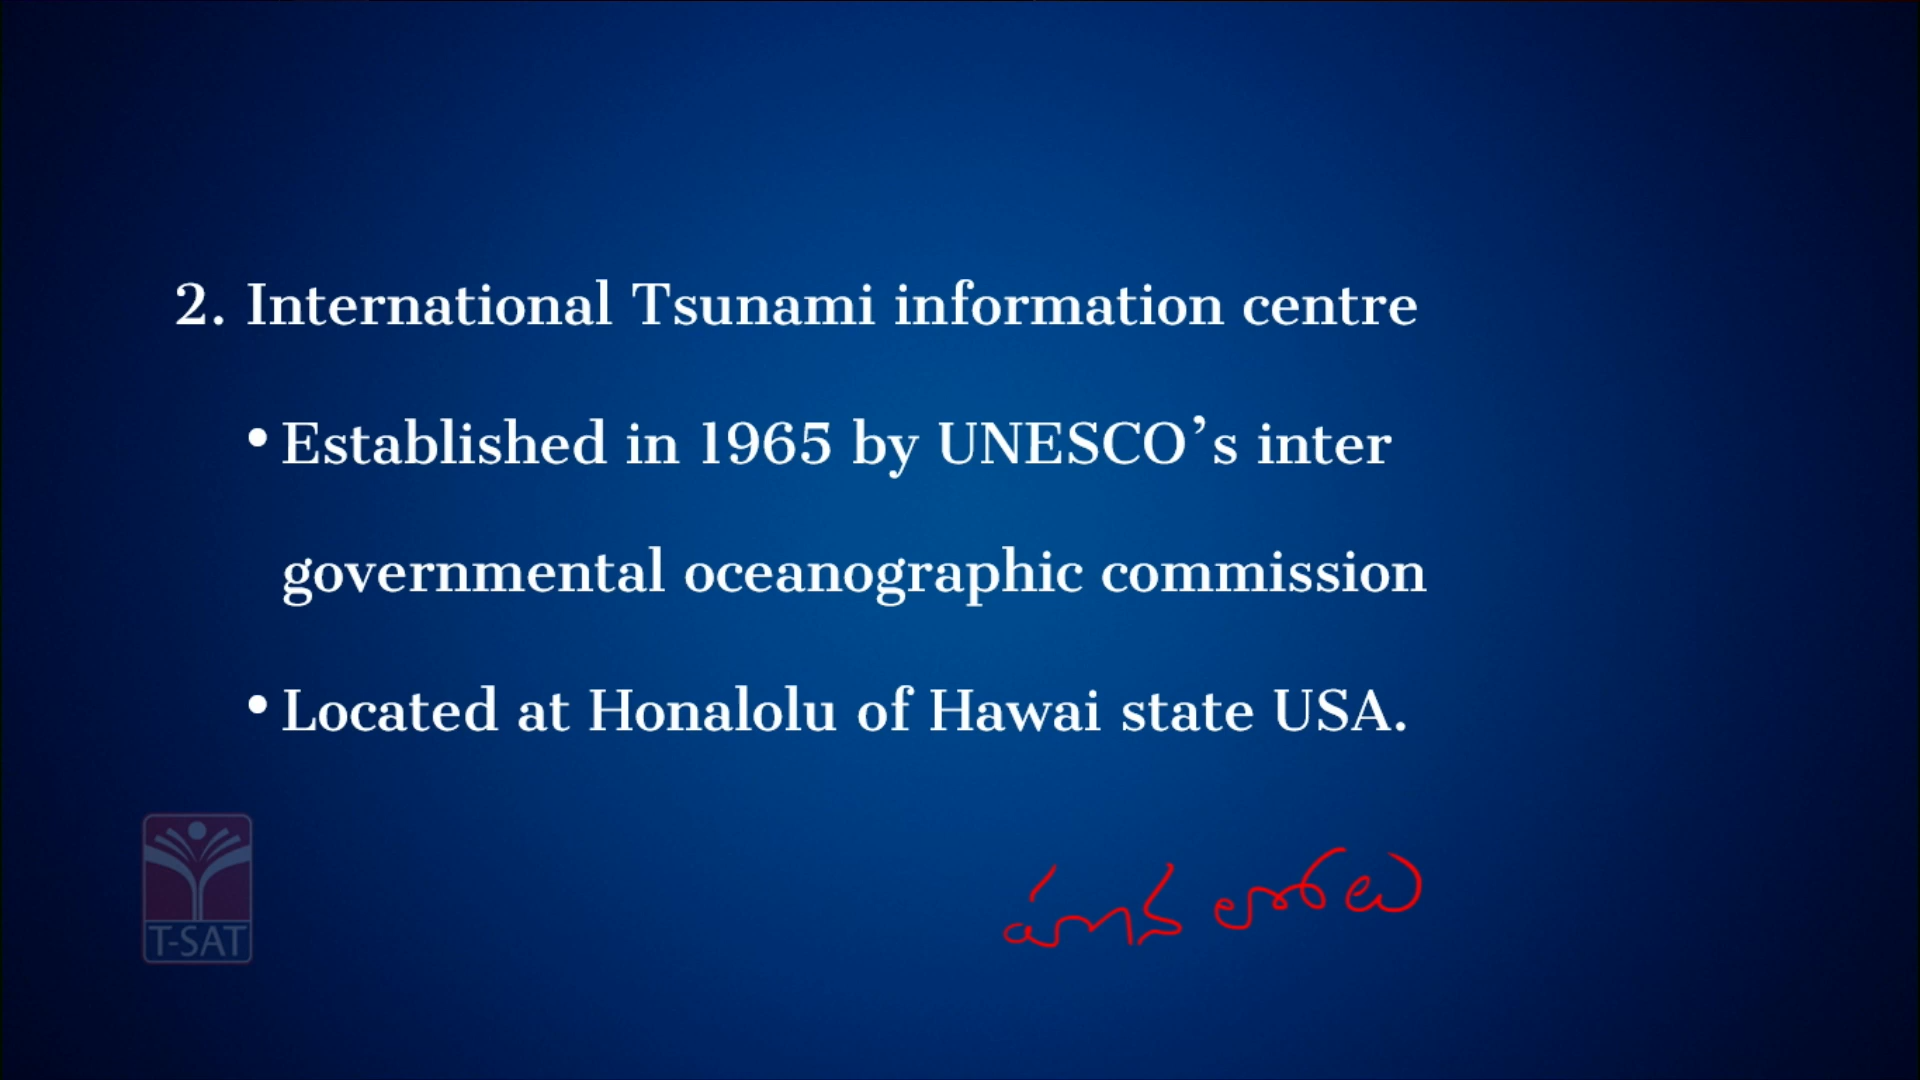 2. International Tsunami information centre
• Established in 1965 by UNESCO’s inter
governmental oceanographic commission
• Located at Honalolu of Hawai state USA.
T-SAT